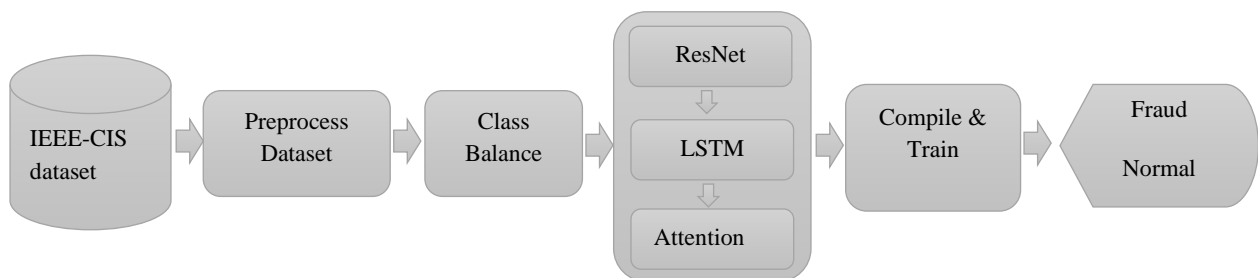 IEEE-CIS
dataset
Preprocess
Dataset
Class
Balance
ResNet
LSTM
Attention
Compile &
Train
Fraud
Normal